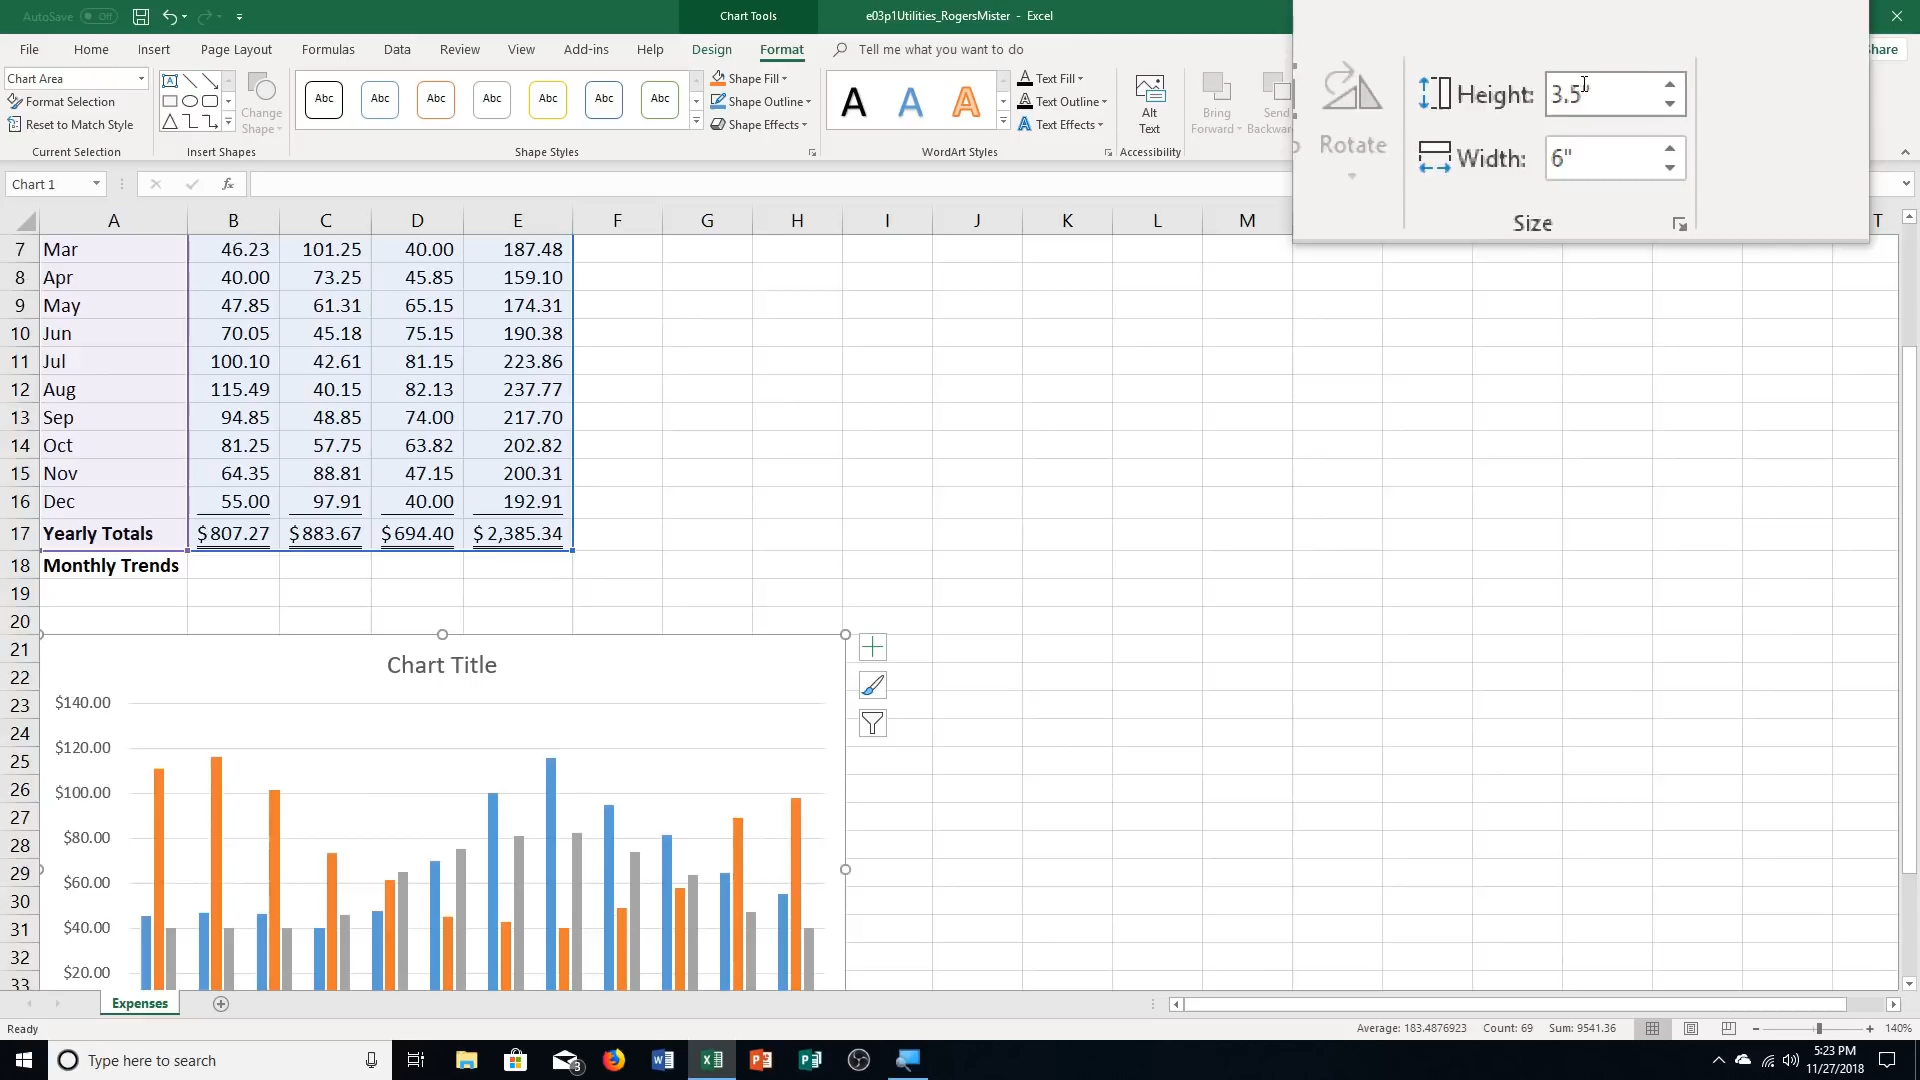 AutoSave Off
Chart Tools
e03p1Utilities_RogersMister - Excel
File Home Insert Page Layout Formulas Data Review View Add-ins Help Design Format Tell me what you want to do
hare
Chart Area
Format Selection
Reset to Match Style
Current Selection
Change
Shape
Insert Shapes
Abc Abc Abc Abc Abc Abc Abc
Shape Fill
Shape Outline
Shape Effects
Shape Styles
A A A
Text Fill
Text Outline
Text Effects
WordArt Styles
Alt
Text
Accessibility
Bring
Forward
Send
Backwar
Rotate
Height: 3.5"
Width: 6"
Size
Chart 1
fx
A B C D E F G H I J K L M T
7 Mar 46.23 101.25 40.00 187.48
8 Apr 40.00 73.25 45.85 159.10
9 May 47.85 61.31 65.15 174.31
10 Jun 70.05 45.18 75.15 190.38
11 Jul 100.10 42.61 81.15 223.86
12 Aug 115.49 40.15 82.13 237.77
13 Sep 94.85 48.85 74.00 217.70
14 Oct 81.25 57.75 63.82 202.82
15 Nov 64.35 88.81 47.15 200.31
16 Dec 55.00 97.91 40.00 192.91
17 Yearly Totals $807.27 $883.67 $694.40 $2,385.34
18 Monthly Trends
19
20
21
22
23
24
25
26
27
28
29
30
31
32
33
Chart Title
$140.00
$120.00
$100.00
$80.00
$60.00
$40.00
$20.00
Expenses
Ready
Average: 183.4876923 Count: 69 Sum: 9541.36
140%
Type here to search
3
5:23 PM
11/27/2018